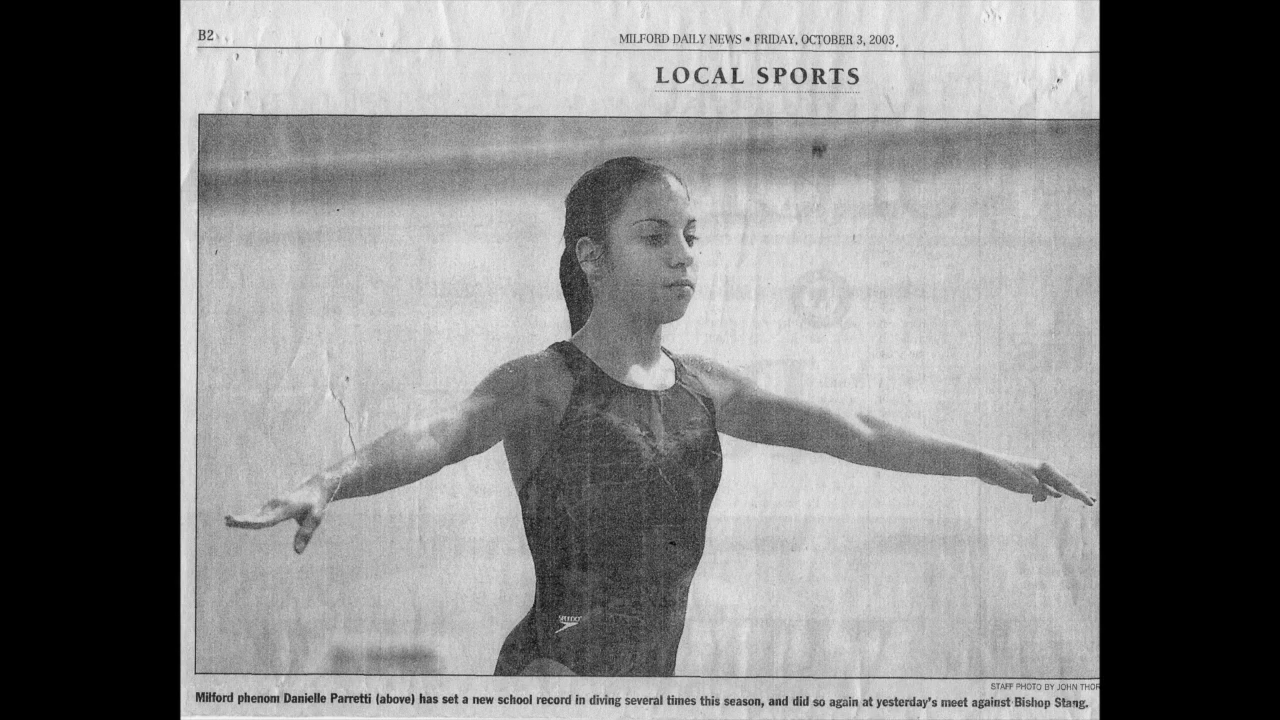 B2
MILFORD DAILY NEWS • FRIDAY, OCTOBER 3, 2003
LOCAL SPORTS
speedo
STAFF PHOTO BY JOHN THOR
Milford phenom Danielle Parretti (above) has set a new school record in diving several times this season, and did so again at yesterday's meet against Bishop Stang.